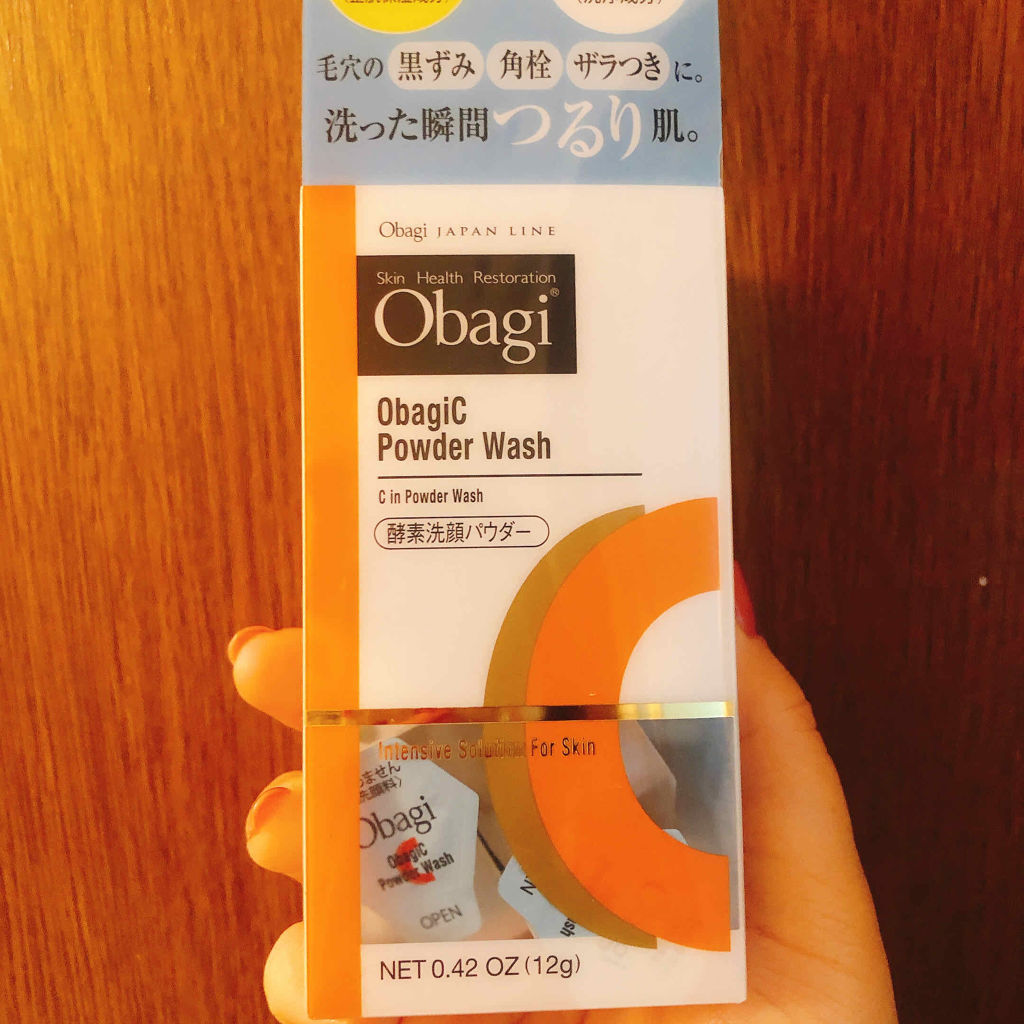 毛穴の 黒ずみ 角栓 ザラつき に。
洗った瞬間つるり肌。
Obagi JAPAN LINE
Skin Health Restoration
Obagi®
ObagiC
Powder Wash
C in Powder Wash
酵素洗顔パウダー
Intensive Solution For Skin
Obagi
ObagiC
Powder Wash
OPEN
NET 0.42 OZ (12g)